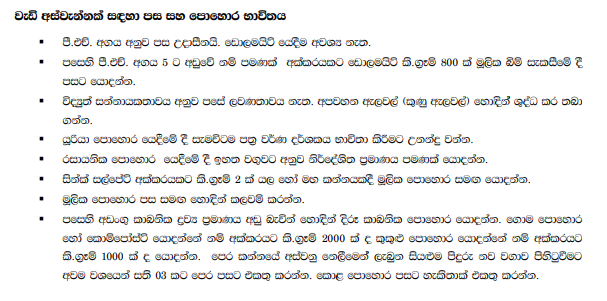 වැඩි අස්වැන්නක් සඳහා පස සහ පොහොර භාවිතය
▪ පී.එච්. අගය අනුව පස උදාසීනයි. ඩොලමයිට් යෙදීම අවශ්‍ය නැත.
▪ පසෙහි පී.එච්. අගය 5 ට අඩුවේ නම් පමණක් අක්කරයකට ඩොලමයිට් කි.ග්‍රෑම් 800 ක් මූලික බිම් සැකසීමේ දී
පසට යොදන්න.
▪ විද්‍යුත් සන්නායකතාවය අනුව පසේ ලවණතාවය නැත. අපවහන ඇලවල් (කුණු ඇලවල්) හොඳින් ශුද්ධ කර තබා
ගන්න.
▪ යූරියා පොහොර යෙදීමේ දී සැමවිටම පත්‍ර වර්ණ දර්ශකය භාවිතා කිරීමට උනන්දු වන්න.
▪ රසායනික පොහොර යෙදීමේ දී ඉහත වගුවට අනුව නිර්දේශිත ප්‍රමාණය පමණක් යොදන්න.
▪ සින්ක් සල්පේට් අක්කරයකට කි.ග්‍රෑම් 2 ක් යල හෝ මහ කන්නයකදී මූලික පොහොර සමඟ යොදන්න.
▪ මූලික පොහොර පස සමඟ හොඳින් කලවම් කරන්න.
▪ පසෙහි අඩංගු කාබනික ද්‍රව්‍ය ප්‍රමාණය අඩු බැවින් හොඳින් දිරූ කාබනික පොහොර යොදන්න. ගොම පොහොර
හෝ කොම්පෝස්ට් යොදන්නේ නම් අක්කරයට කි.ග්‍රෑම් 2000 ක් ද කුකුළු පොහොර යොදන්නේ නම් අක්කරයට
කි.ග්‍රෑම් 1000 ක් ද යොදන්න. පෙර කන්නයේ අස්වනු නෙලීමෙන් ලැබුන සියළුම පිදුරු නව වගාව පිහිටුවීමට
අවම වශයෙන් සති 03 කට පෙර පසට එකතු කරන්න. කොළ පොහොර පසට හැකිතාක් එකතු කරන්න.